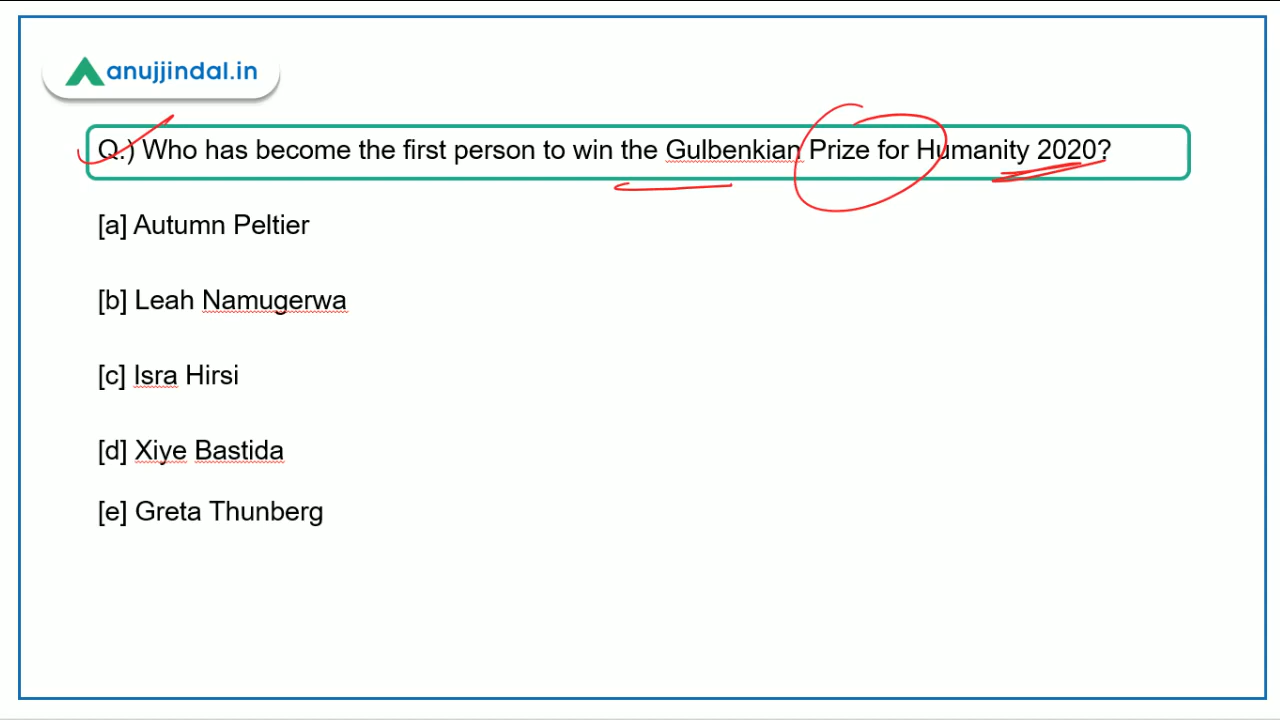 anujjindal.in
Q.) Who has become the first person to win the Gulbenkian Prize for Humanity 2020?
[a] Autumn Peltier
[b] Leah Namugerwa
[c] Isra Hirsi
[d] Xiye Bastida
[e] Greta Thunberg